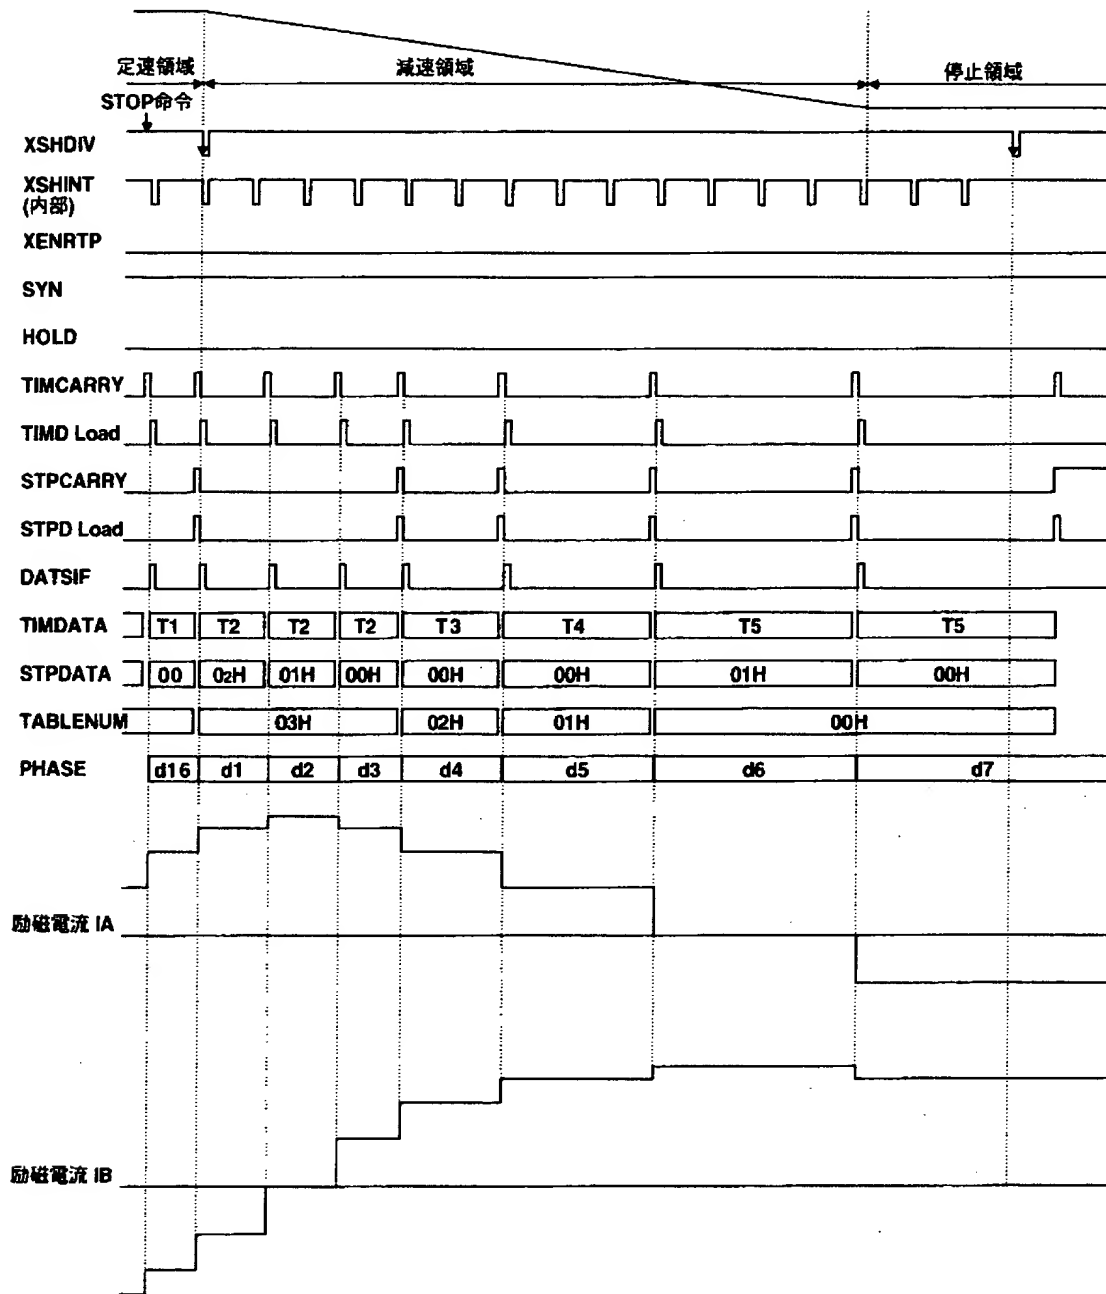 定速領域 減速領域 停止領域
STOP命令
XSHDIV
XSHINT
(内部)
XENRTP
SYN
HOLD
TIMCARRY
TIMD Load
STPCARRY
STPD Load
DATSIF
TIMDATA T1 T2 T2 T2 T3 T4 T5 T5
STPDATA 00 02H 01H 00H 00H 00H 01H 00H
TABLENUM 03H 02H 01H 00H
PHASE d16 d1 d2 d3 d4 d5 d6 d7
励磁電流 IA
励磁電流 IB